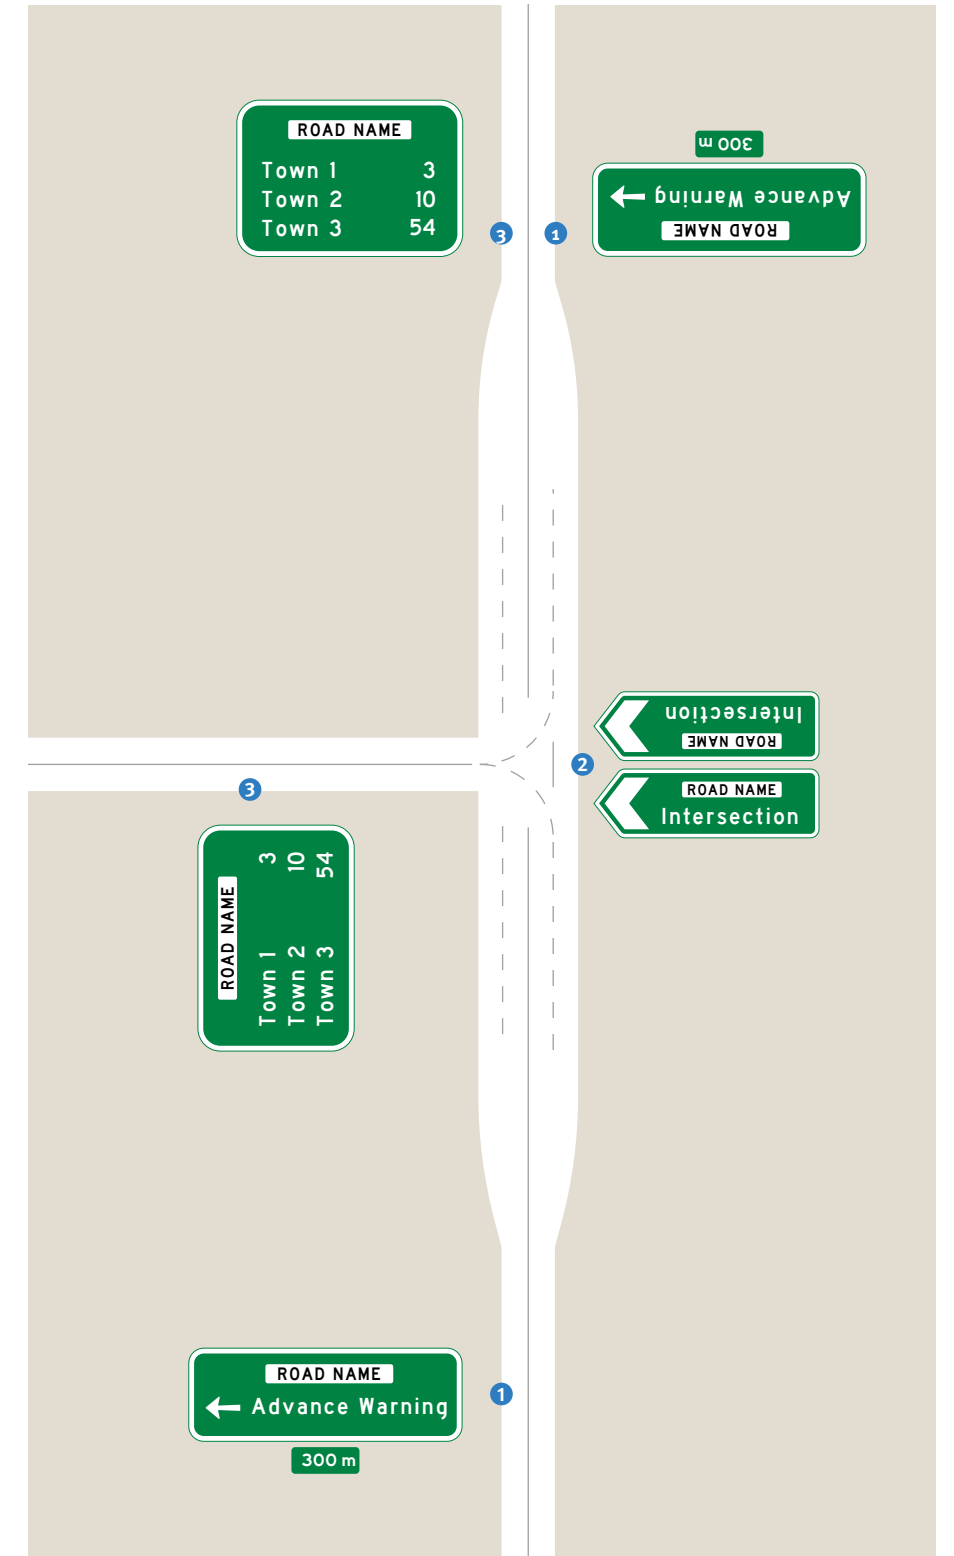 ROAD NAME
Town 1 3
Town 2 10
Town 3 54
3
1
300 m
ROAD NAME
Advance Warning
ROAD NAME
Intersection
2
ROAD NAME
Intersection
3
ROAD NAME
Town 1 3
Town 2 10
Town 3 54
ROAD NAME
Advance Warning
1
300 m